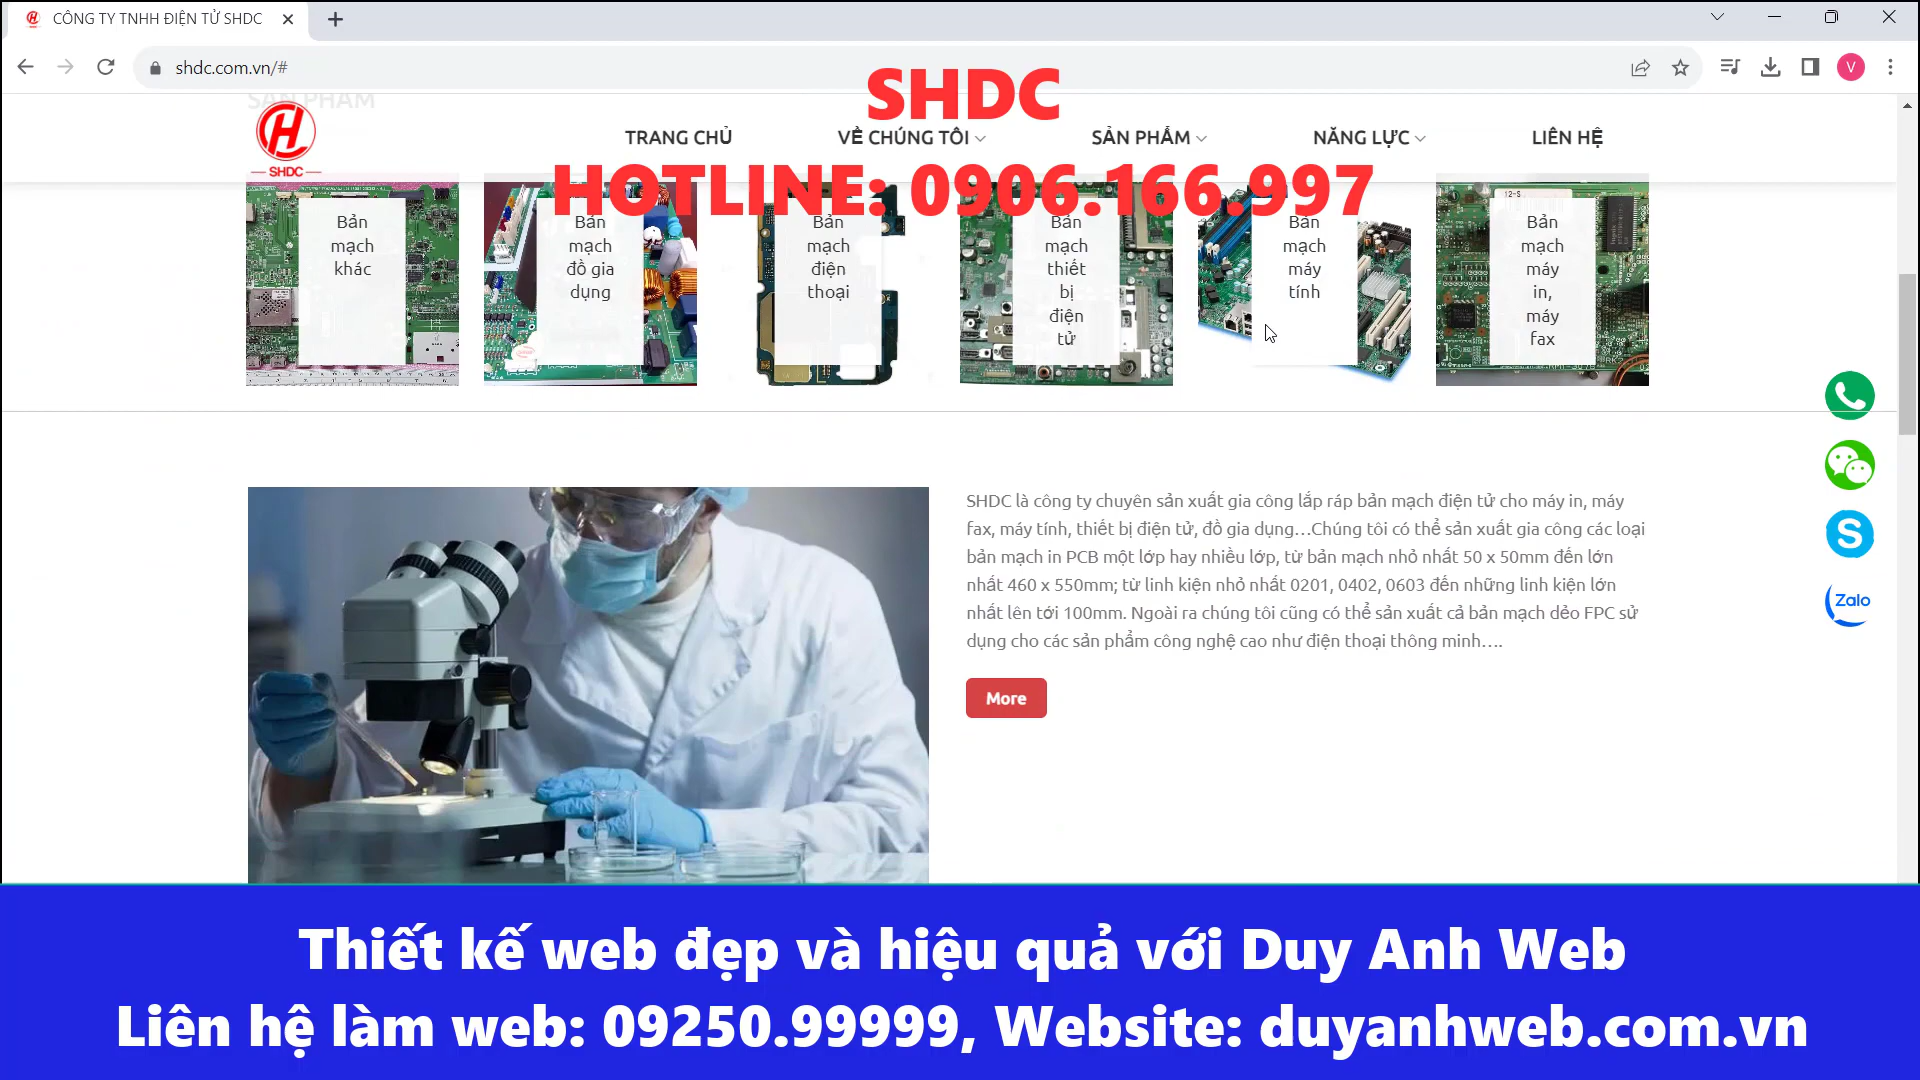 CÔNG TY TNHH ĐIỆN TỬ SHDC
shdc.com.vn/#
V
SẢN PHẨM
SHDC
SHDC
TRANG CHỦ
VỀ CHÚNG TÔI
SẢN PHẨM
NĂNG LỰC
LIÊN HỆ
HOTLINE: 0906.166.997
Bản
mạch
khác
Bản
mạch
đồ gia
dụng
Bản
mạch
điện
thoại
Bản
mạch
thiết
bị
điện
tử
Bản
mạch
máy
tính
12-S
Bản
mạch
máy
in,
máy
fax
SHDC là công ty chuyên sản xuất gia công lắp ráp bản mạch điện tử cho máy in, máy
fax, máy tính, thiết bị điện tử, đồ gia dụng…Chúng tôi có thể sản xuất gia công các loại
bản mạch in PCB một lớp hay nhiều lớp, từ bản mạch nhỏ nhất 50 x 50mm đến lớn
nhất 460 x 550mm; từ linh kiện nhỏ nhất 0201, 0402, 0603 đến những linh kiện lớn
nhất lên tới 100mm. Ngoài ra chúng tôi cũng có thể sản xuất cả bản mạch dẻo FPC sử
dụng cho các sản phẩm công nghệ cao như điện thoại thông minh….
More
S
Zalo
Thiết kế web đẹp và hiệu quả với Duy Anh Web
Liên hệ làm web: 09250.99999, Website: duyanhweb.com.vn